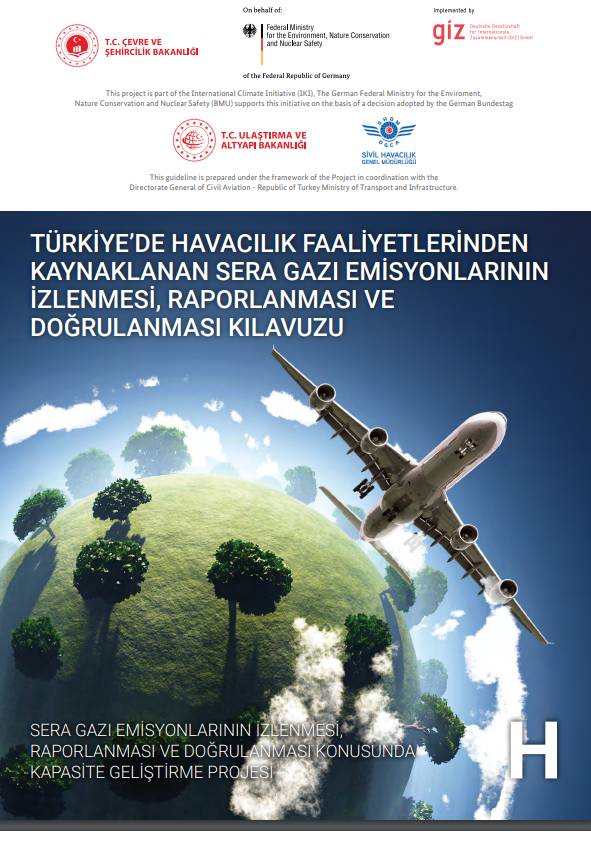 On behalf of:
Implemented by
T.C. ÇEVRE VE
ŞEHİRCİLİK BAKANLIĞI
Federal Ministry
for the Environment, Nature Conservation
and Nuclear Safety
giz
Deutsche Gesellschaft
für Internationale
Zusammenarbeit (GIZ) GmbH
of the Federal Republic of Germany
This project is part of the International Climate Initiative (IKI), The German Federal Ministry for the Enviroment,
Nature Conservation and Nuclear Safety (BMU) supports this initiative on the basis of a decision adopted by the German Bundestag
T.C. ULAŞTIRMA VE
ALTYAPI BAKANLIĞI
SHGM
DGCA
SİVİL HAVACILIK
GENEL MÜDÜRLÜĞÜ
This guideline is prepared under the framework of the Project in coordination with the
Directorate General of Civil Aviation - Republic of Turkey Ministry of Transport and Infrastructure.
TÜRKİYE’DE HAVACILIK FAALİYETLERİNDEN
KAYNAKLANAN SERA GAZI EMİSYONLARININ
İZLENMESİ, RAPORLANMASI VE
DOĞRULANMASI KILAVUZU
SERA GAZI EMİSYONLARININ İZLENMESİ,
RAPORLANMASI VE DOĞRULANMASI KONUSUNDA
KAPASİTE GELİŞTİRME PROJESİ
H